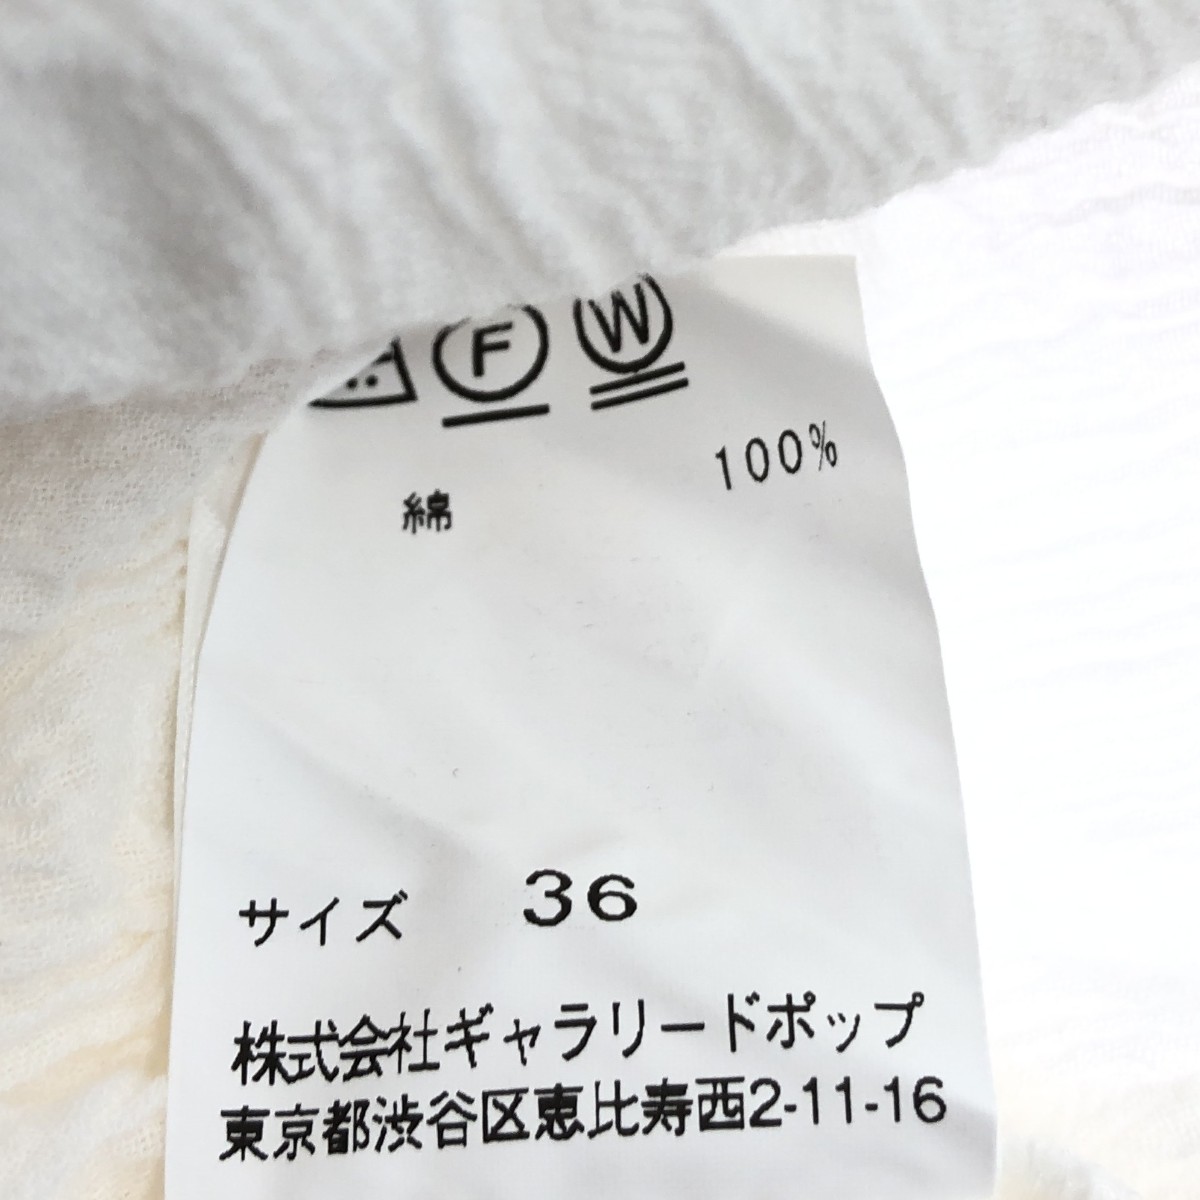 F W
綿 100%
サイズ 36
株式会社ギャラリードポップ
東京都渋谷区恵比寿西2-11-16